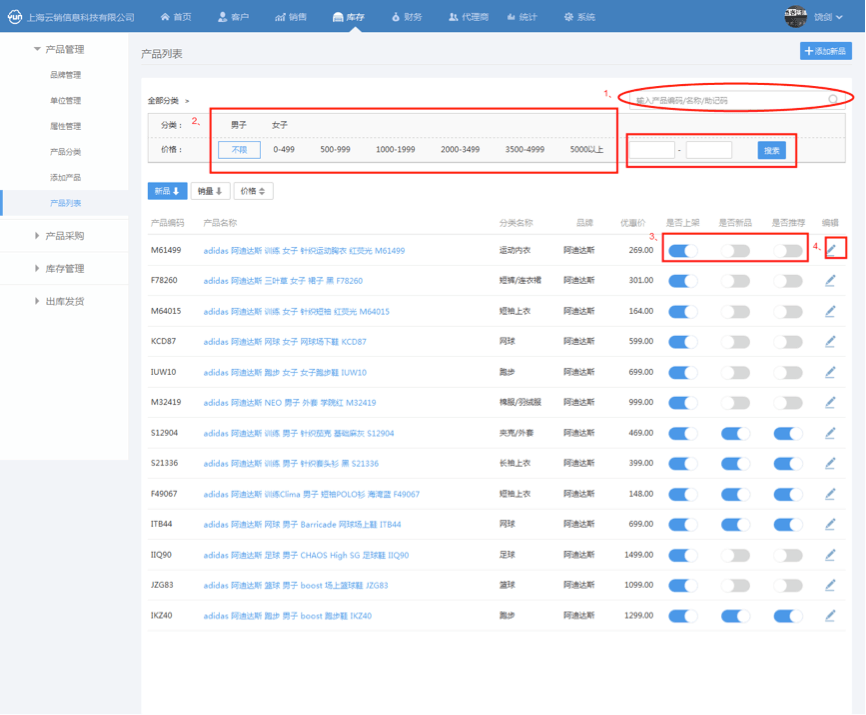 上海云销信息科技有限公司 首页 客户 销售 库存 财务 代理商 统计 系统 饶剑
产品管理
品牌管理
单位管理
属性管理
产品分类
添加产品
产品列表
产品采购
库存管理
出库发货
产品列表 +添加新品
全部分类 > 1、 输入产品编码/名称/助记码
2、 分类： 男子 女子
价格： 不限 0-499 500-999 1000-1999 2000-3499 3500-4999 5000以上 - 搜索
新品 销量 价格
产品编码 产品名称 分类名称 品牌 优惠价 是否上架 是否新品 是否推荐 编辑
3、 4、
M61499 adidas 阿迪达斯 训练 女子 针织运动胸衣 红荧光 M61499 运动内衣 阿迪达斯 269.00
F78260 adidas 阿迪达斯 三叶草 女子 裙子 黑 F78260 短裤/连衣裙 阿迪达斯 301.00
M64015 adidas 阿迪达斯 训练 女子 针织短袖 红荧光 M64015 短袖上衣 阿迪达斯 164.00
KCD87 adidas 阿迪达斯 网球 女子 网球场下鞋 KCD87 网球 阿迪达斯 599.00
IUW10 adidas 阿迪达斯 跑步 女子 女子跑步鞋 IUW10 跑步 阿迪达斯 699.00
M32419 adidas 阿迪达斯 NEO 男子 外套 学院红 M32419 棉服/羽绒服 阿迪达斯 999.00
S12904 adidas 阿迪达斯 训练 男子 针织茄克 基础麻灰 S12904 夹克/外套 阿迪达斯 469.00
S21336 adidas 阿迪达斯 训练 男子 针织套头衫 黑 S21336 长袖上衣 阿迪达斯 399.00
F49067 adidas 阿迪达斯 训练Clima 男子 短袖POLO衫 海湾蓝 F49067 短袖上衣 阿迪达斯 148.00
ITB44 adidas 阿迪达斯 网球 男子 Barricade 网球场上鞋 ITB44 网球 阿迪达斯 699.00
IIQ90 adidas 阿迪达斯 足球 男子 CHAOS High SG 足球鞋 IIQ90 足球 阿迪达斯 1499.00
JZG83 adidas 阿迪达斯 篮球 男子 boost 场上篮球鞋 JZG83 篮球 阿迪达斯 1099.00
IKZ40 adidas 阿迪达斯 跑步 男子 boost 跑步鞋 IKZ40 跑步 阿迪达斯 1299.00